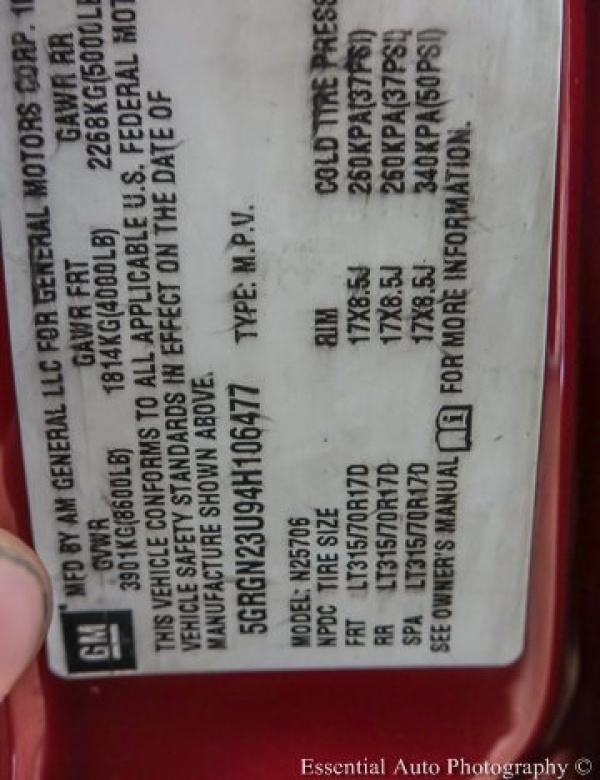 MFD BY AM GENERAL LLC FOR GENERAL MOTORS CORP.
GVWR GAWR FRT GAWR RR
3901KG(8600LB) 1814KG(4000LB) 2268KG(5000LB
THIS VEHICLE CONFORMS TO ALL APPLICABLE U.S. FEDERAL MOT
VEHICLE SAFETY STANDARDS IN EFFECT ON THE DATE OF
MANUFACTURE SHOWN ABOVE.
5GRGN23U94H106477 TYPE: M.P.V.
MODEL: N25706
NPDC TIRE SIZE RIM COLD TIRE PRESS
FRT LT315/70R17D 17X8.5J 260KPA(37PSI)
RR LT315/70R17D 17X8.5J 260KPA(37PSI)
SPA LT315/70R17D 17X8.5J 340KPA(50PSI)
SEE OWNER'S MANUAL i FOR MORE INFORMATION.
GM
Essential Auto Photography ©